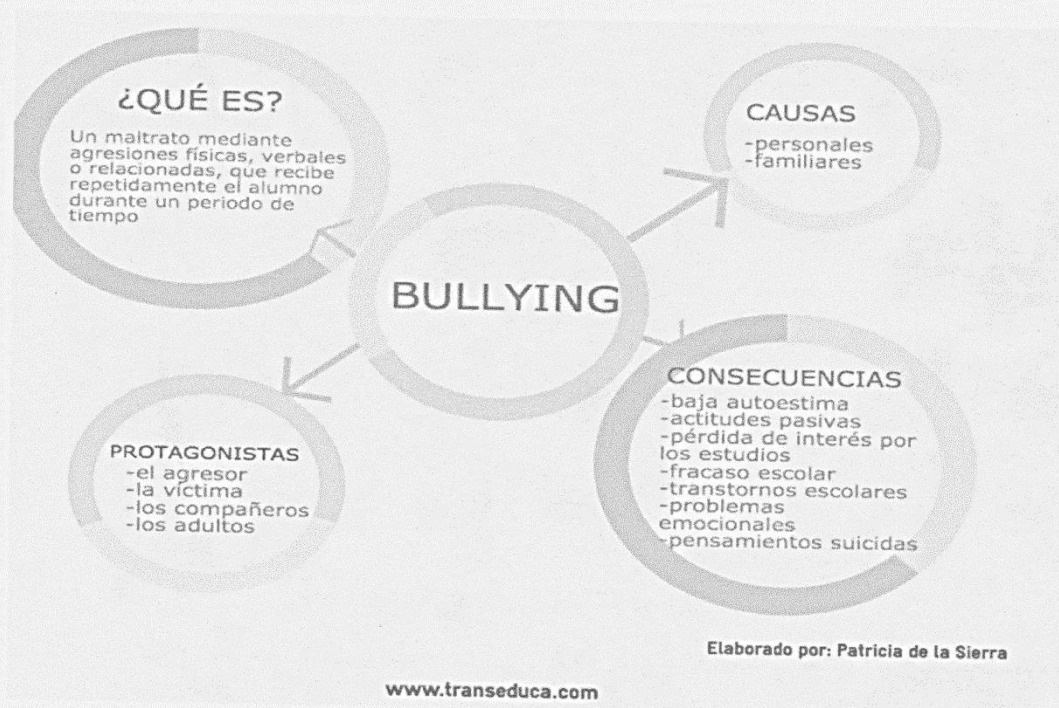 ¿QUÉ ES?
Un maltrato mediante
agresiones físicas, verbales
o relacionadas, que recibe
repetidamente el alumno
durante un periodo de
tiempo
CAUSAS
-personales
-familiares
BULLYING
PROTAGONISTAS
-el agresor
-la víctima
-los compañeros
-los adultos
CONSECUENCIAS
-baja autoestima
-actitudes pasivas
-pérdida de interés por
los estudios
-fracaso escolar
-transtornos escolares
-problemas
emocionales
-pensamientos suicidas
Elaborado por: Patricia de la Sierra
www.transeduca.com